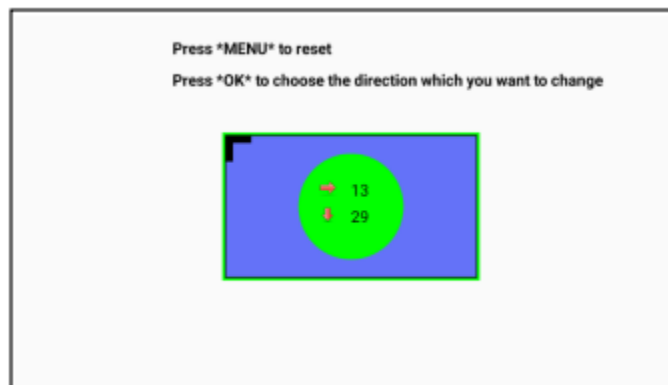 Press *MENU* to reset
Press *OK* to choose the direction which you want to change
13
29